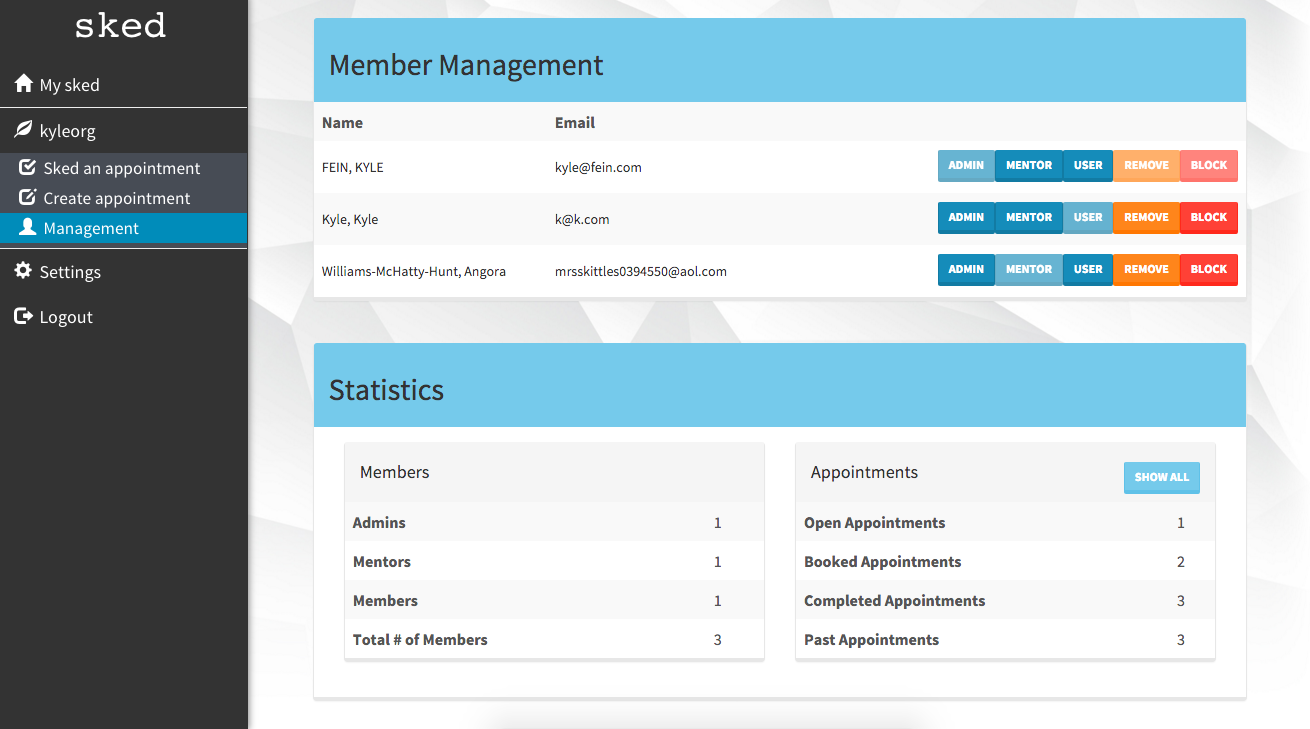 sked
My sked
kyleorg
Sked an appointment
Create appointment
Management
Settings
Logout
Member Management
Name Email
FEIN, KYLE kyle@fein.com ADMIN MENTOR USER REMOVE BLOCK
Kyle, Kyle k@k.com ADMIN MENTOR USER REMOVE BLOCK
Williams-McHatty-Hunt, Angora mrsskittles0394550@aol.com ADMIN MENTOR USER REMOVE BLOCK
Statistics
Members
Admins 1
Mentors 1
Members 1
Total # of Members 3
Appointments SHOW ALL
Open Appointments 1
Booked Appointments 2
Completed Appointments 3
Past Appointments 3